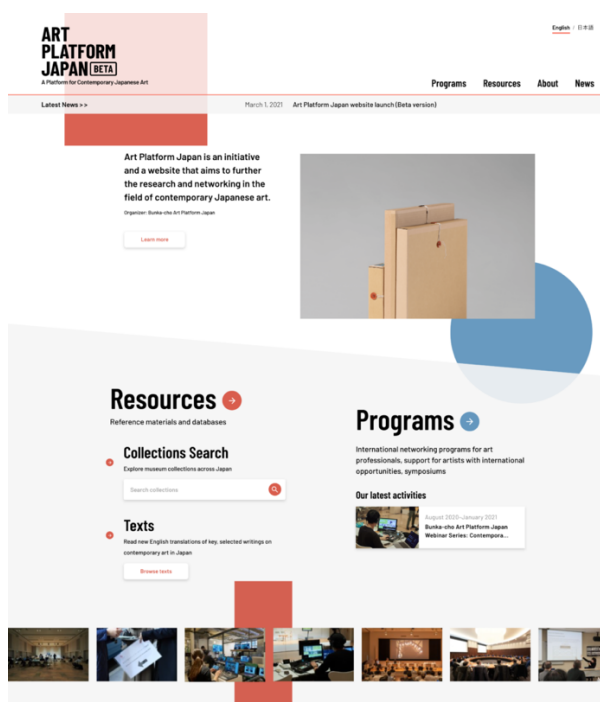 ART
PLATFORM
JAPAN BETA
A Platform for Contemporary Japanese Art
English / 日本語
Programs Resources About News
Latest News > >
March 1, 2021 Art Platform Japan website launch (Beta version)
Art Platform Japan is an initiative
and a website that aims to further
the research and networking in the
field of contemporary Japanese art.
Organizer: Bunka-cho Art Platform Japan
Learn more
Resources
Reference materials and databases
Collections Search
Explore museum collections across Japan
Search collections
Texts
Read new English translations of key, selected writings on
contemporary art in Japan
Browse texts
Programs
International networking programs for art
professionals, support for artists with international
opportunities, symposiums
Our latest activities
August 2020–January 2021
Bunka-cho Art Platform Japan
Webinar Series: Contempora...